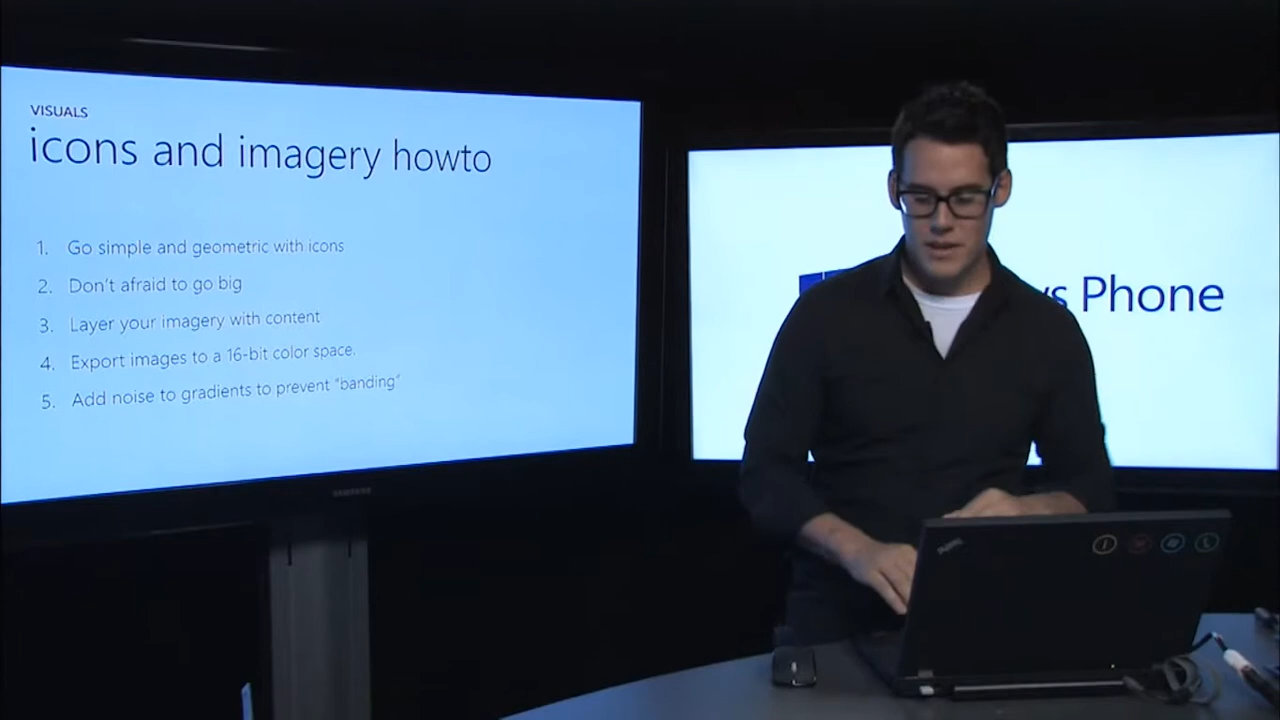 VISUALS
icons and imagery howto
1. Go simple and geometric with icons
2. Don't afraid to go big
3. Layer your imagery with content
4. Export images to a 16-bit color space.
5. Add noise to gradients to prevent "banding"
Phone
SAMSUNG